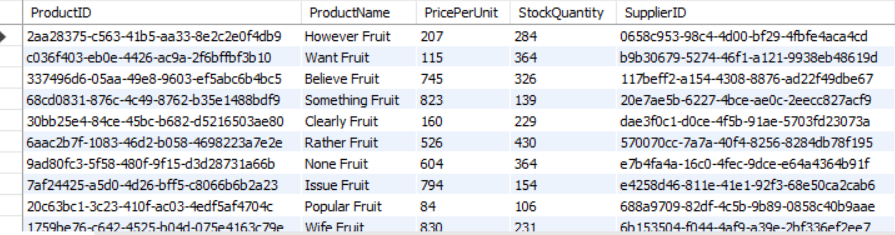 ProductID ProductName PricePerUnit StockQuantity SupplierID
2aa28375-c563-41b5-aa33-8e2c2e0f4db9 However Fruit 207 284 0658c953-98c4-4d00-bf29-4fbfe4aca4cd
c036f403-eb0e-4426-ac9a-2f6bffbf3b10 Want Fruit 115 364 b9b30679-5274-46f1-a121-9938eb48619d
337496d6-05aa-49e8-9603-ef5abc6b4bc5 Believe Fruit 745 326 117beff2-a154-4308-8876-ad22f49dbe67
68cd0831-876c-4c49-8762-b35e1488bdf9 Something Fruit 823 139 20e7ae5b-6227-4bce-ae0c-2eecc827acf9
30bb25e4-84ce-45bc-b682-d5216503ae80 Clearly Fruit 160 229 dae3f0c1-d0ce-4f5b-91ae-5703fd23073a
6aac2b7f-1083-46d2-b058-4698223a7e2e Rather Fruit 526 430 570070cc-7a7a-40f4-8256-8284db78f195
9ad80fc3-5f58-480f-9f15-d3d28731a66b None Fruit 604 364 e7b4fa4a-16c0-4fec-9dce-e64a4364b91f
7af24425-a5d0-4d26-bff5-c8066b6b2a23 Issue Fruit 794 154 e4258d46-811e-41e1-92f3-68e50ca2cab6
20c63bc1-3c23-410f-ac03-4edf5af4704c Popular Fruit 84 106 688a9709-82df-4c5b-9b89-0858c40b9aae
1759be76-c642-4525-b04d-075e4163c79e Wife Fruit 830 231 6b153504-f044-4af9-a39e-2bf336ef2ee7